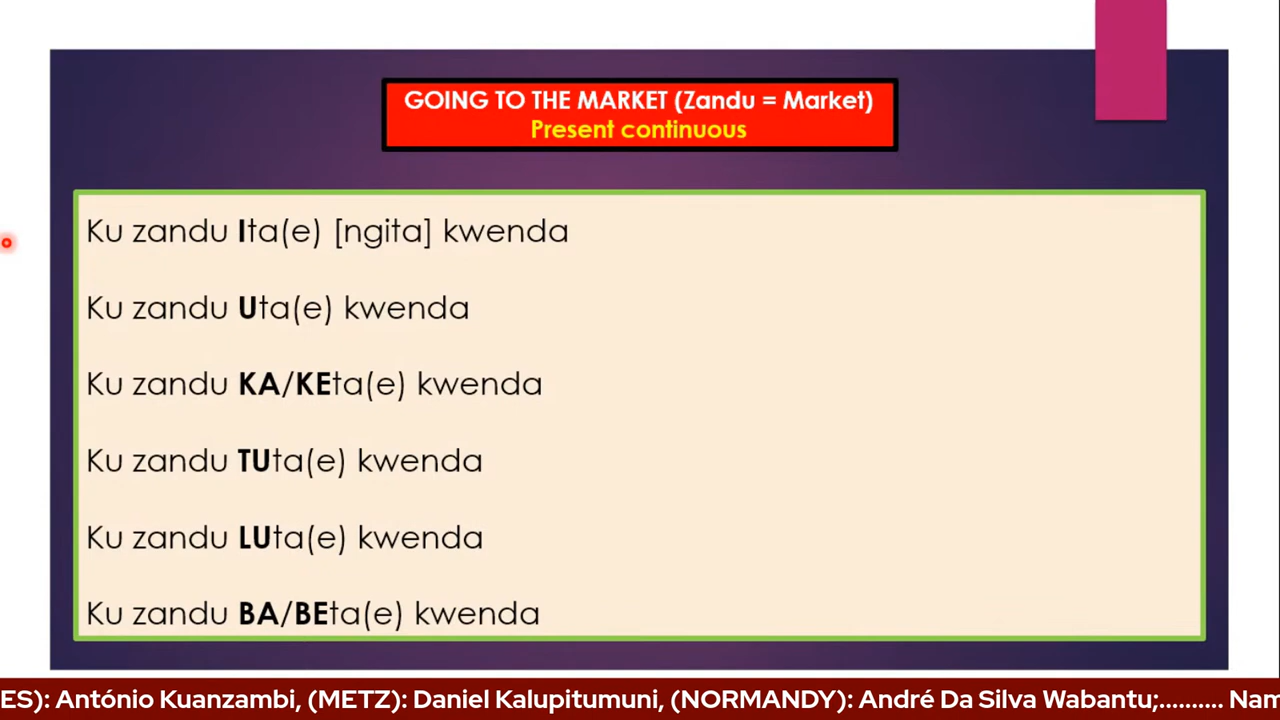 GOING TO THE MARKET (Zandu = Market)
Present continuous
Ku zandu Ita(e) [ngita] kwenda
Ku zandu Uta(e) kwenda
Ku zandu KA/KEta(e) kwenda
Ku zandu TUta(e) kwenda
Ku zandu LUta(e) kwenda
Ku zandu BA/BEta(e) kwenda
ES): António Kuanzambi, (METZ): Daniel Kalupitumuni, (NORMANDY): André Da Silva Wabantu;.......... Nam